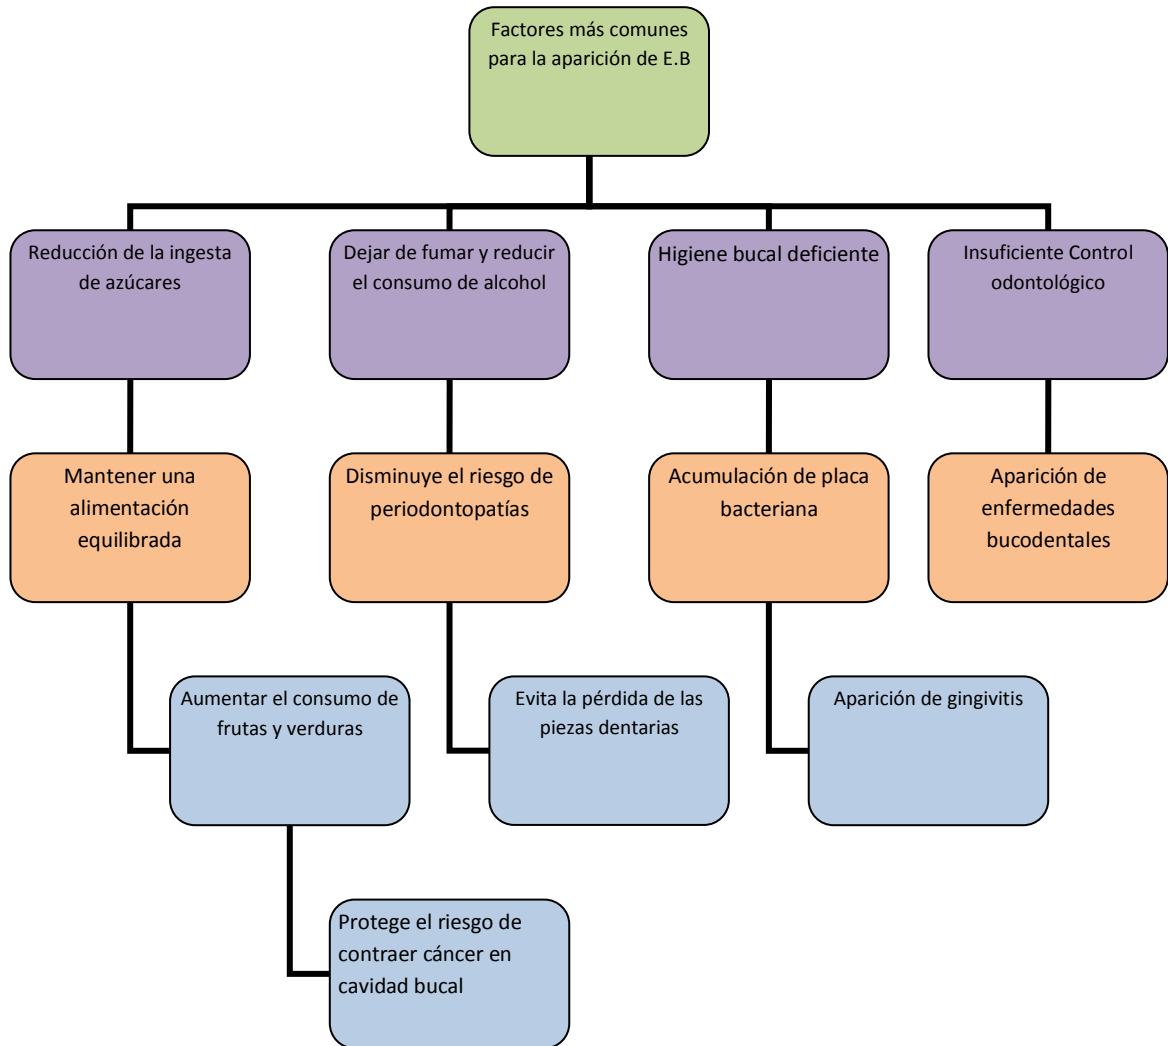 Factores más comunes
para la aparición de E.B
Reducción de la ingesta
de azúcares
Dejar de fumar y reducir
el consumo de alcohol
Higiene bucal deficiente
Insuficiente Control
odontológico
Mantener una
alimentación
equilibrada
Disminuye el riesgo de
periodontopatías
Acumulación de placa
bacteriana
Aparición de
enfermedades
bucodentales
Aumentar el consumo de
frutas y verduras
Evita la pérdida de las
piezas dentarias
Aparición de gingivitis
Protege el riesgo de
contraer cáncer en
cavidad bucal